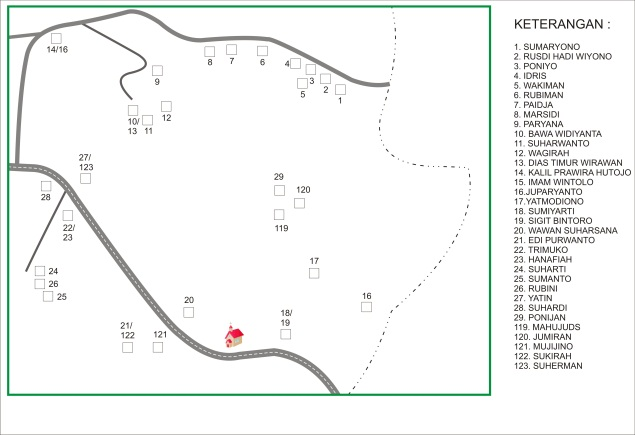 KETERANGAN :
1. SUMARYONO
2. RUSDI HADI WIYONO
3. PONIYO
4. IDRIS
5. WAKIMAN
6. RUBIMAN
7. PAIDJA
8. MARSIDI
9. PARYANA
10. BAWA WIDIYANTA
11. SUHARWANTO
12. WAGIRAH
13. DIAS TIMUR WIRAWAN
14. KALIL PRAWIRA HUTOJO
15. IMAM WINTOLO
16.JUPARYANTO
17.YATMODIONO
18. SUMIYARTI
19. SIGIT BINTORO
20. WAWAN SUHARSANA
21. EDI PURWANTO
22. TRIMUKO
23. HANAFIAH
24. SUHARTI
25. SUMANTO
26. RUBINI
27. YATIN
28. SUHARDI
29. PONIJAN
119. MAHUJUDS
120. JUMIRAN
121. MUJIJINO
122. SUKIRAH
123. SUHERMAN
14/16
8
7
6
4
3
5
2
1
9
10/
13
11
12
27/
123
28
22/
23
29
120
119
24
26
25
17
16
20
18/
19
21/
122
121